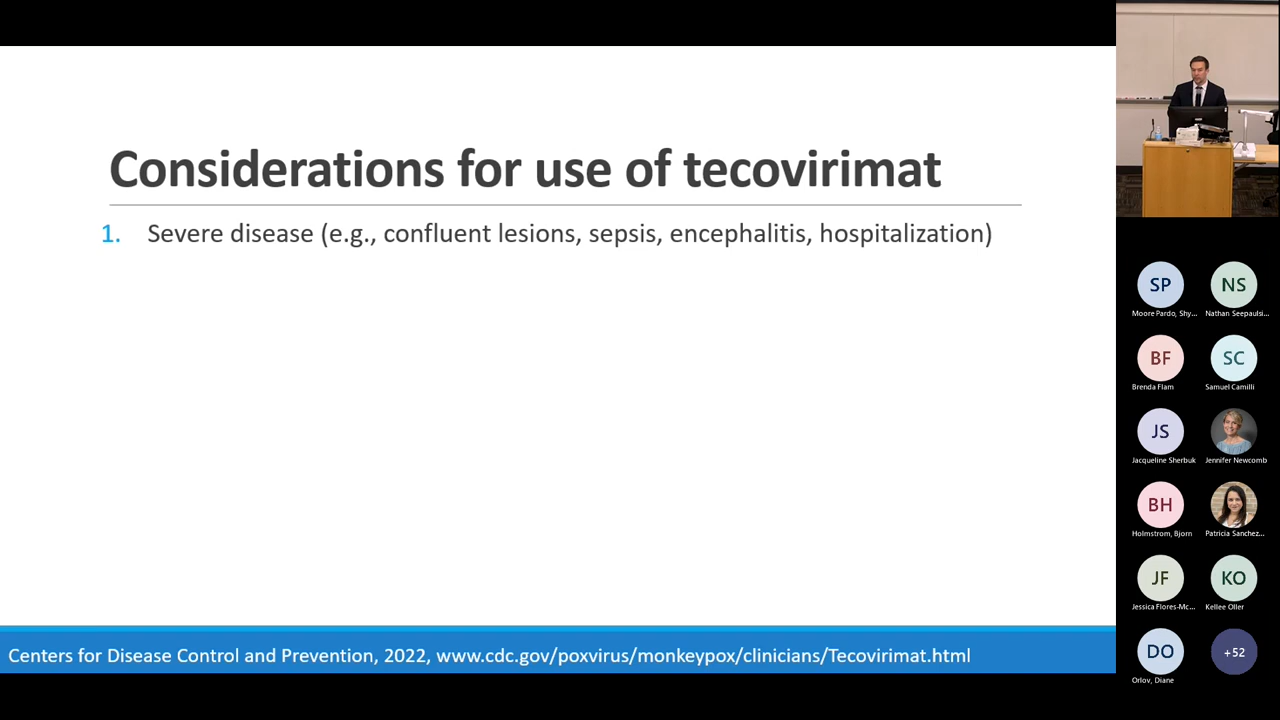 Considerations for use of tecovirimat
1. Severe disease (e.g., confluent lesions, sepsis, encephalitis, hospitalization)
Centers for Disease Control and Prevention, 2022, www.cdc.gov/poxvirus/monkeypox/clinicians/Tecovirimat.html
SP NS
Moore Pardo, Shy... Nathan Seepaulsi...
BF SC
Brenda Flam Samuel Camilli
JS
Jacqueline Sherbuk Jennifer Newcomb
BH
Holmstrom, Bjorn Patricia Sanchez...
JF KO
Jessica Flores-Mc... Kellee Oller
DO +52
Orlov, Diane